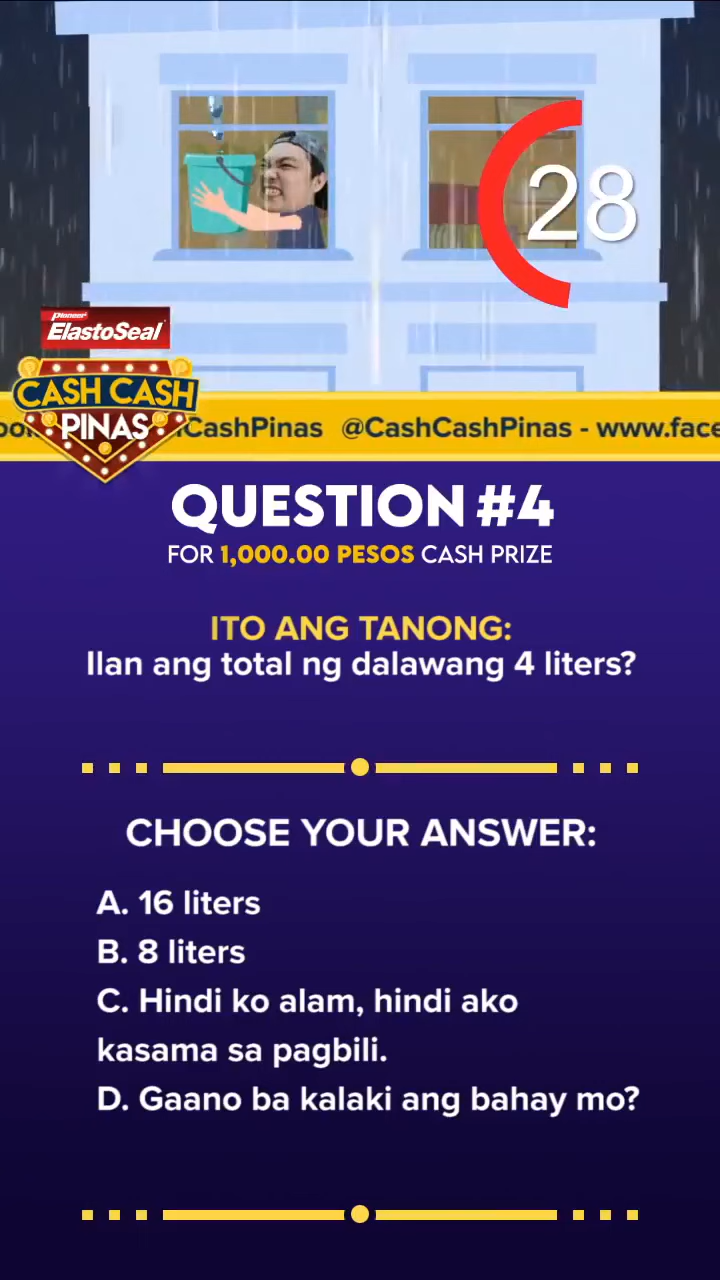 28
Pioneer
ElastoSeal
CASH CASH
PINAS
CashPinas @CashCashPinas - www.face
QUESTION #4
FOR 1,000.00 PESOS CASH PRIZE
ITO ANG TANONG:
Ilan ang total ng dalawang 4 liters?
CHOOSE YOUR ANSWER:
A. 16 liters
B. 8 liters
C. Hindi ko alam, hindi ako
kasama sa pagbili.
D. Gaano ba kalaki ang bahay mo?